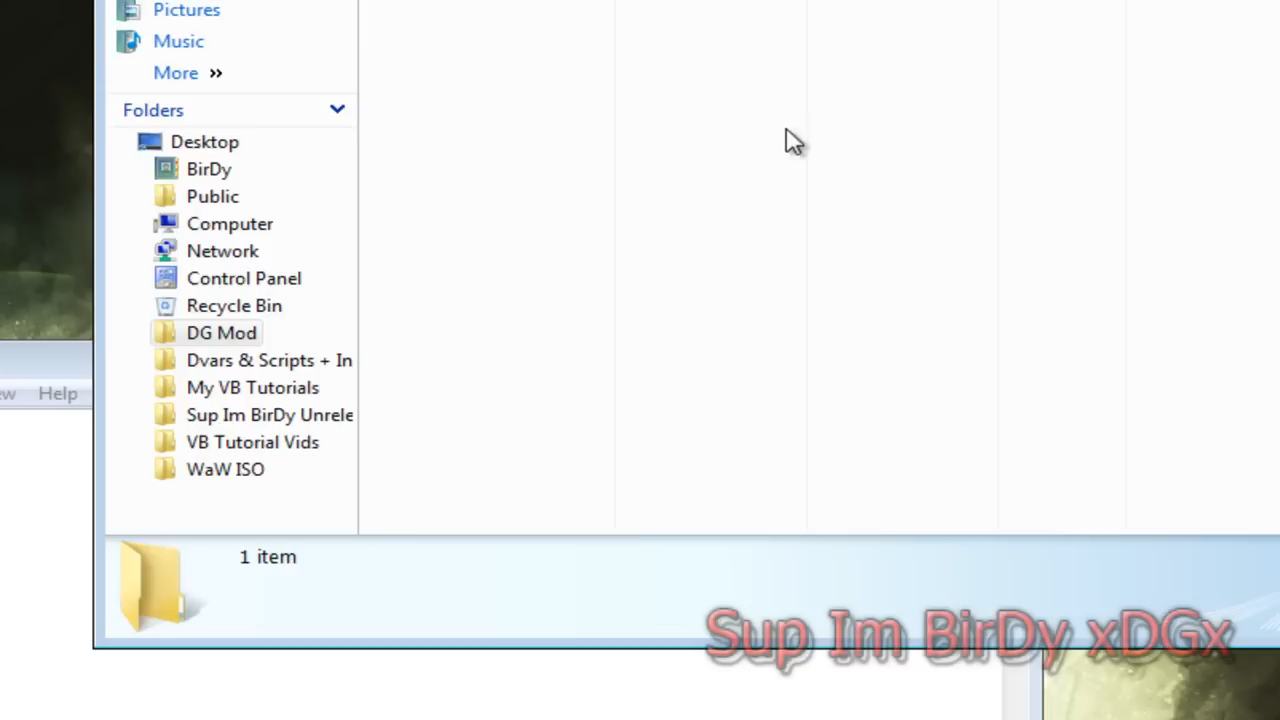 Pictures
Music
More »
Folders
Desktop
BirDy
Public
Computer
Network
Control Panel
Recycle Bin
DG Mod
Dvars & Scripts + In
My VB Tutorials
Sup Im BirDy Unrele
VB Tutorial Vids
WaW ISO
ew Help
1 item
Sup Im BirDy xDGx